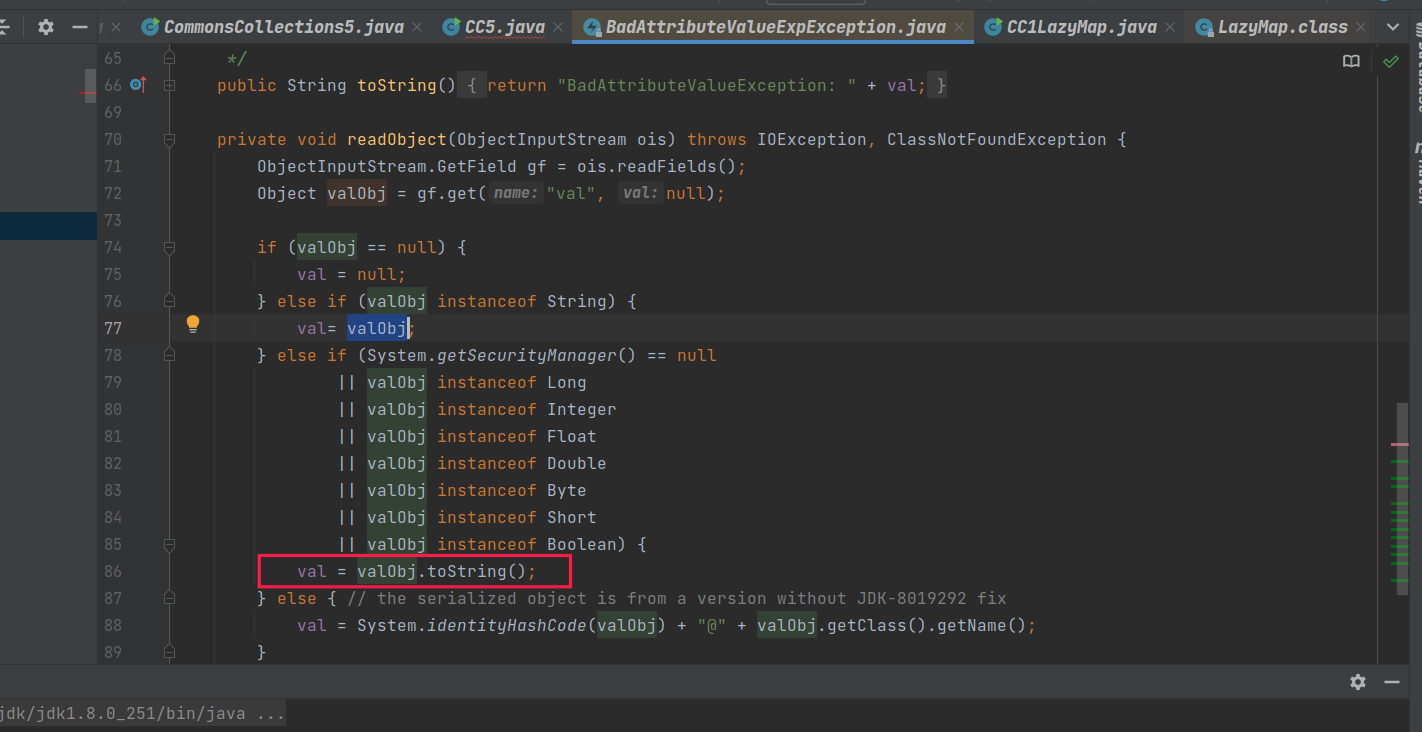 CommonsCollections5.java CC5.java BadAttributeValueExpException.java CC1LazyMap.java LazyMap.class
65 */
66 public String toString() { return "BadAttributeValueException: " + val; }
69
70 private void readObject(ObjectInputStream ois) throws IOException, ClassNotFoundException {
71 ObjectInputStream.GetField gf = ois.readFields();
72 Object valObj = gf.get( name: "val", val: null);
73
74 if (valObj == null) {
75 val = null;
76 } else if (valObj instanceof String) {
77 val= valObj;
78 } else if (System.getSecurityManager() == null
79 || valObj instanceof Long
80 || valObj instanceof Integer
81 || valObj instanceof Float
82 || valObj instanceof Double
83 || valObj instanceof Byte
84 || valObj instanceof Short
85 || valObj instanceof Boolean) {
86 val = valObj.toString();
87 } else { // the serialized object is from a version without JDK-8019292 fix
88 val = System.identityHashCode(valObj) + "@" + valObj.getClass().getName();
89 }
jdk/jdk1.8.0_251/bin/java ...